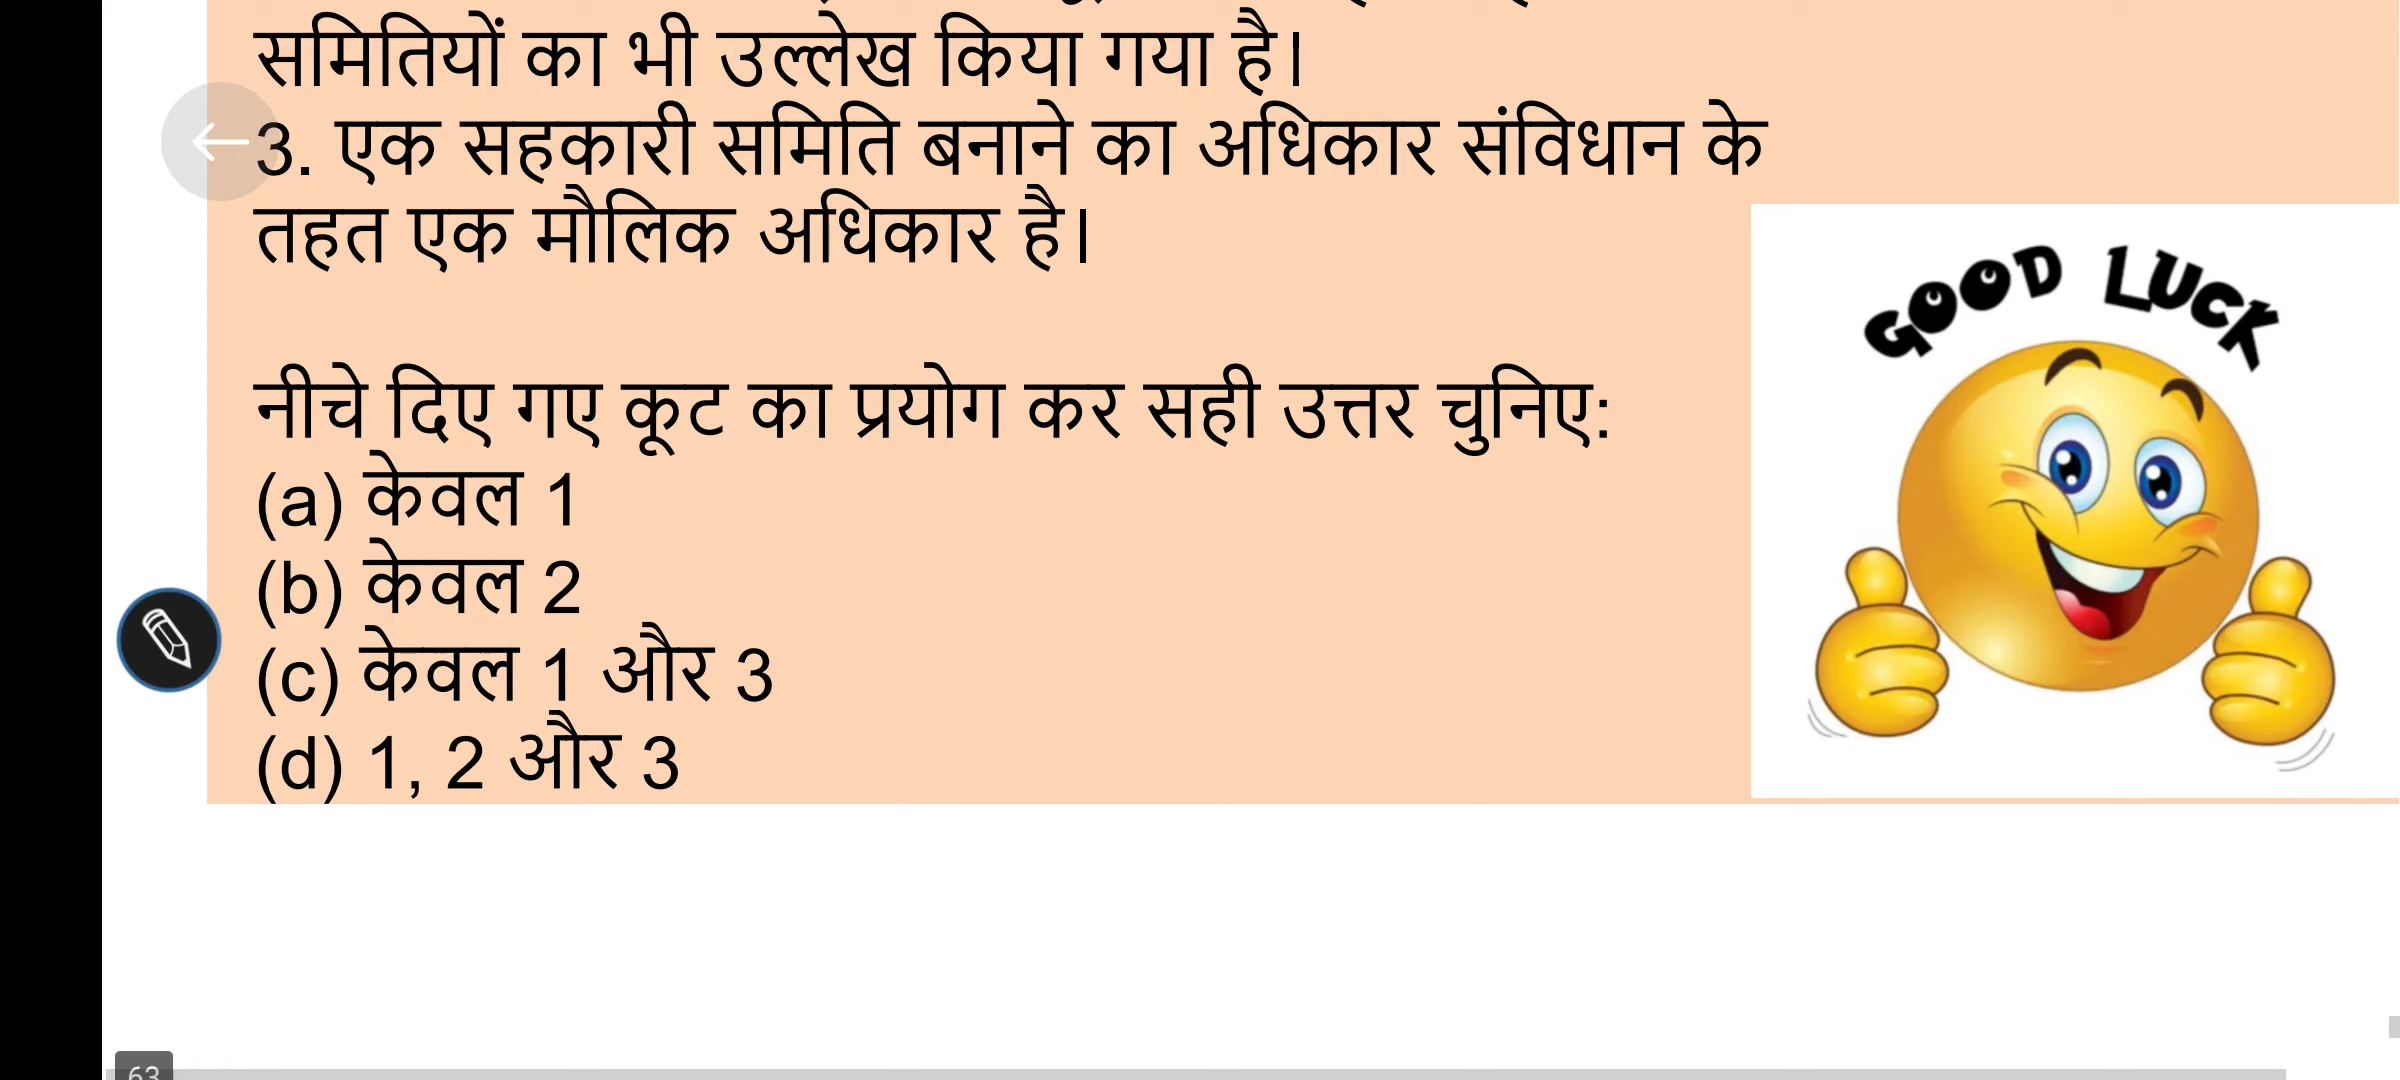 समितियों का भी उल्लेख किया गया है।
3. एक सहकारी समिति बनाने का अधिकार संविधान के
तहत एक मौलिक अधिकार है।
नीचे दिए गए कूट का प्रयोग कर सही उत्तर चुनिए:
(a) केवल 1
(b) केवल 2
(c) केवल 1 और 3
(d) 1, 2 और 3
GOOD LUCK
63